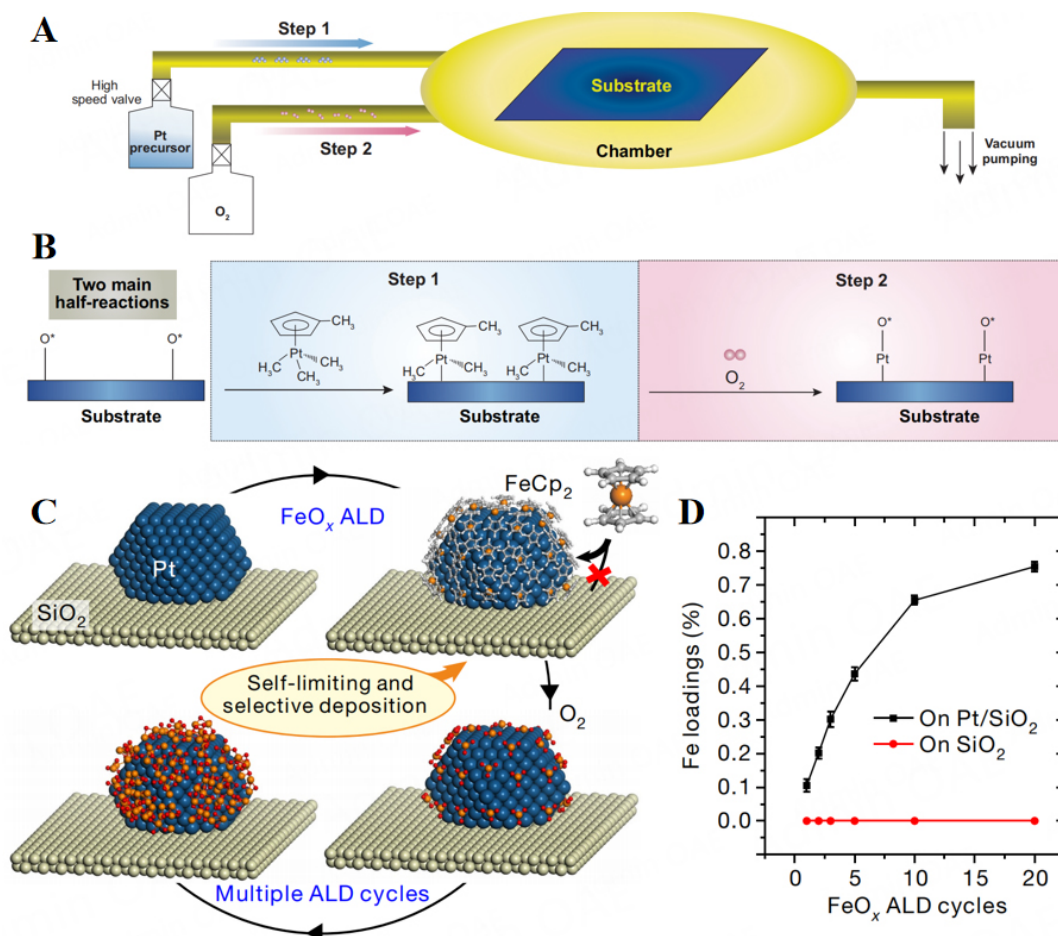 A
Step 1
High
speed valve
Pt
precursor
Step 2
O₂
Substrate
Chamber
Vacuum
pumping
B
Two main
half-reactions
O*
O*
Substrate
Step 1
CH₃
H₃C
Pt
CH₃
CH₃
CH₃
Pt
H₃C
CH₃
CH₃
Pt
H₃C
CH₃
Substrate
Step 2
O₂
O*
O*
Pt
Pt
Substrate
C
FeOₓ ALD
FeCp₂
Pt
SiO₂
Self-limiting and
selective deposition
O₂
Multiple ALD cycles
D
Fe loadings (%)
0.8
0.7
0.6
0.5
0.4
0.3
0.2
0.1
0.0
On Pt/SiO₂
On SiO₂
0 5 10 15 20
FeOₓ ALD cycles